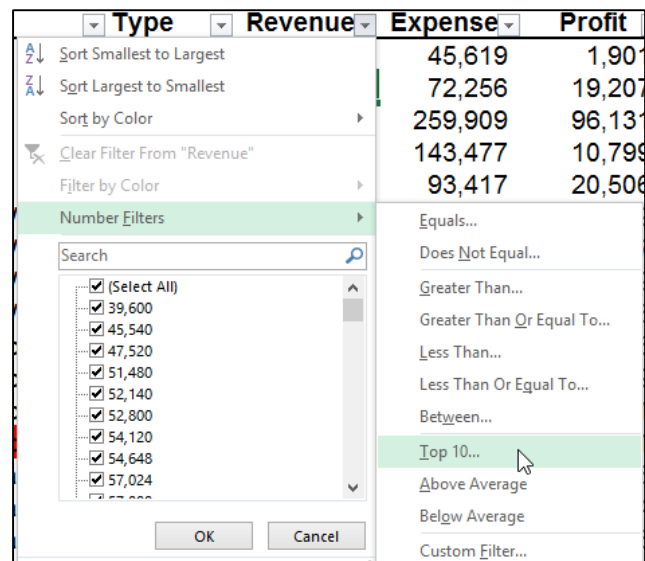 Type Revenue Expense Profit
Sort Smallest to Largest
45,619 1,901
Sort Largest to Smallest
72,256 19,207
Sort by Color
259,909 96,131
Clear Filter From "Revenue"
143,477 10,799
Filter by Color
93,417 20,506
Number Filters
Search
(Select All)
39,600
45,540
47,520
51,480
52,140
52,800
54,120
54,648
57,024
OK Cancel
Equals...
Does Not Equal...
Greater Than...
Greater Than Or Equal To...
Less Than...
Less Than Or Equal To...
Between...
Top 10...
Above Average
Below Average
Custom Filter...